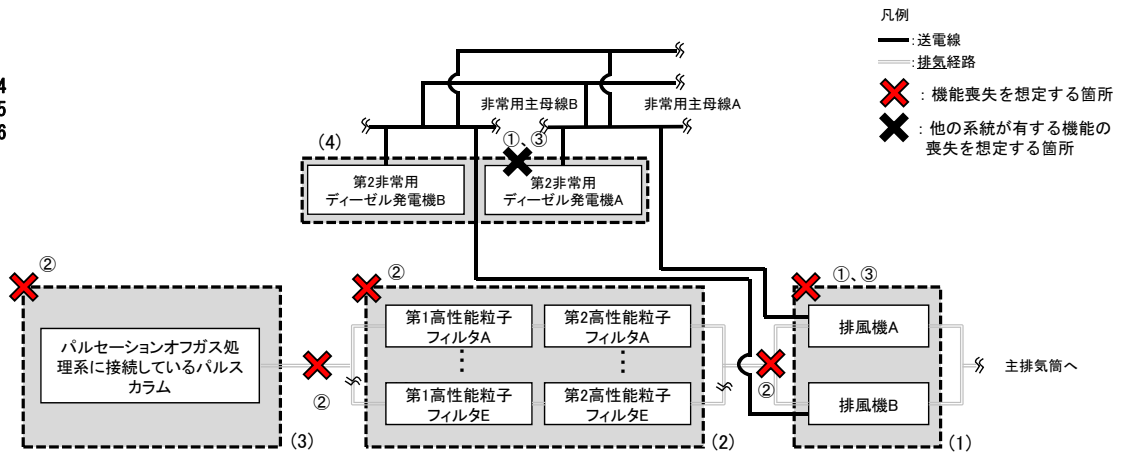 凡例
：送電線
：排気経路
：機能喪失を想定する箇所
：他の系統が有する機能の
喪失を想定する箇所
4
5
6
非常用主母線B
非常用主母線A
(4)
①、③
第2非常用
ディーゼル発電機B
第2非常用
ディーゼル発電機A
②
②
①、③
パルセーションオフガス処
理系に接続しているパルス
カラム
②
第1高性能粒子
フィルタA
第2高性能粒子
フィルタA
⋮
⋮
第1高性能粒子
フィルタE
第2高性能粒子
フィルタE
②
排風機A
排風機B
主排気筒へ
(3)
(2)
(1)